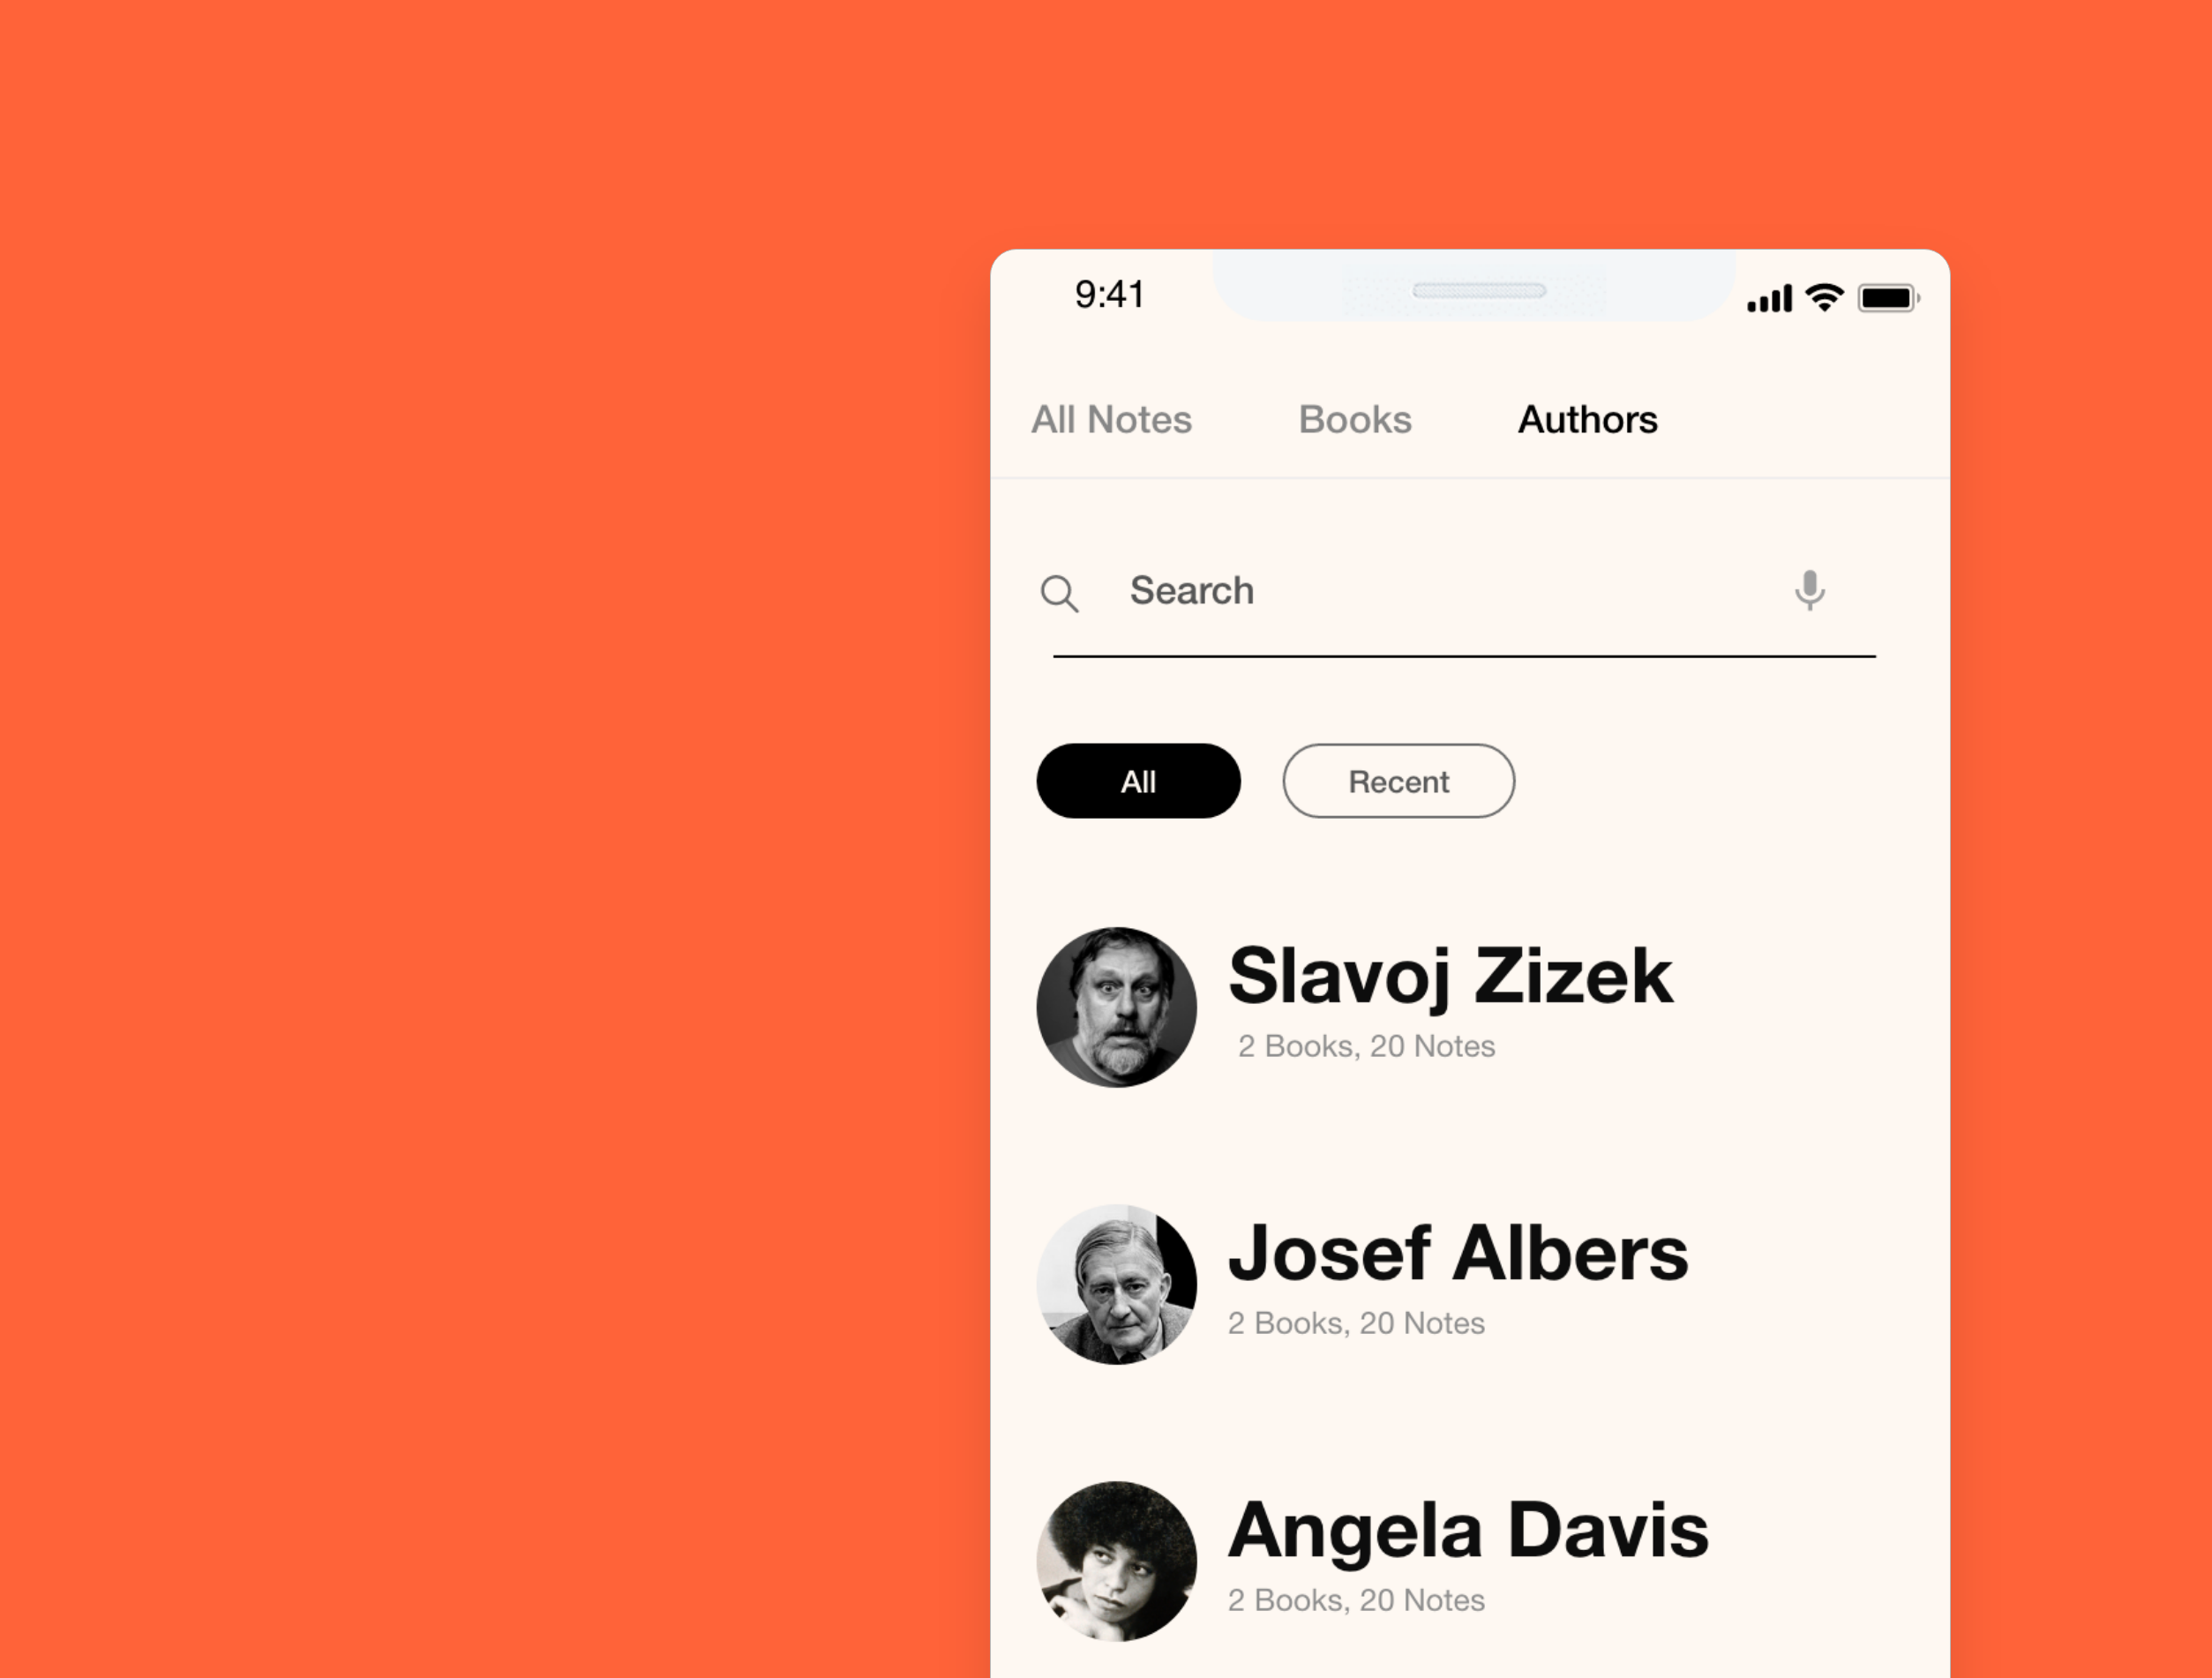 9:41
All Notes Books Authors
Search
All Recent
Slavoj Zizek
2 Books, 20 Notes
Josef Albers
2 Books, 20 Notes
Angela Davis
2 Books, 20 Notes